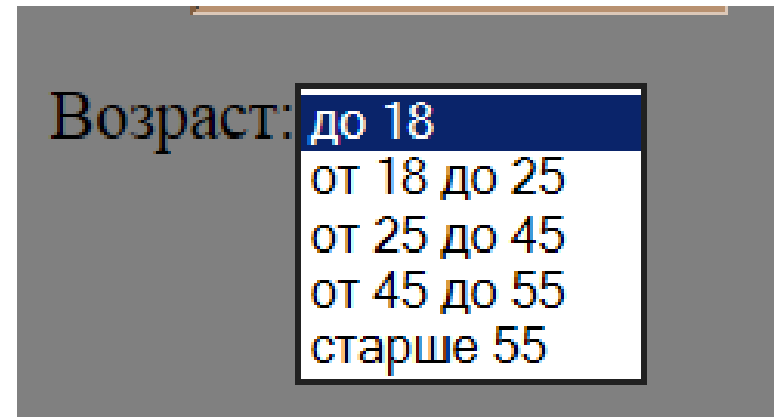 Возраст: до 18
от 18 до 25
от 25 до 45
от 45 до 55
старше 55